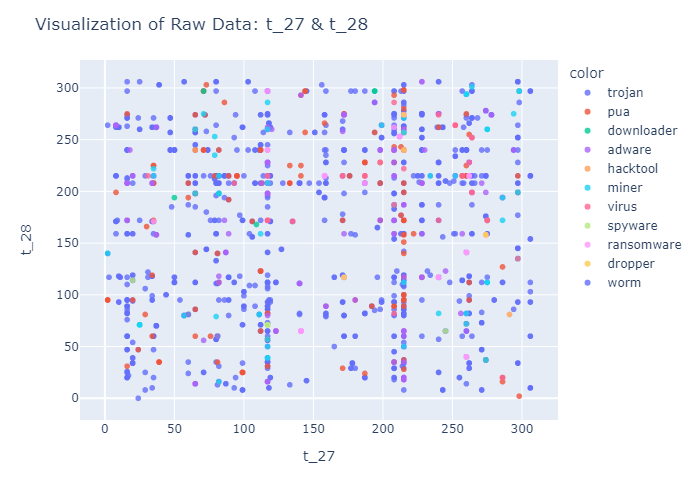 Visualization of Raw Data: t_27 & t_28
color
trojan
pua
downloader
adware
hacktool
miner
virus
spyware
ransomware
dropper
worm
300
250
200
150
100
50
0
t_28
0 50 100 150 200 250 300
t_27